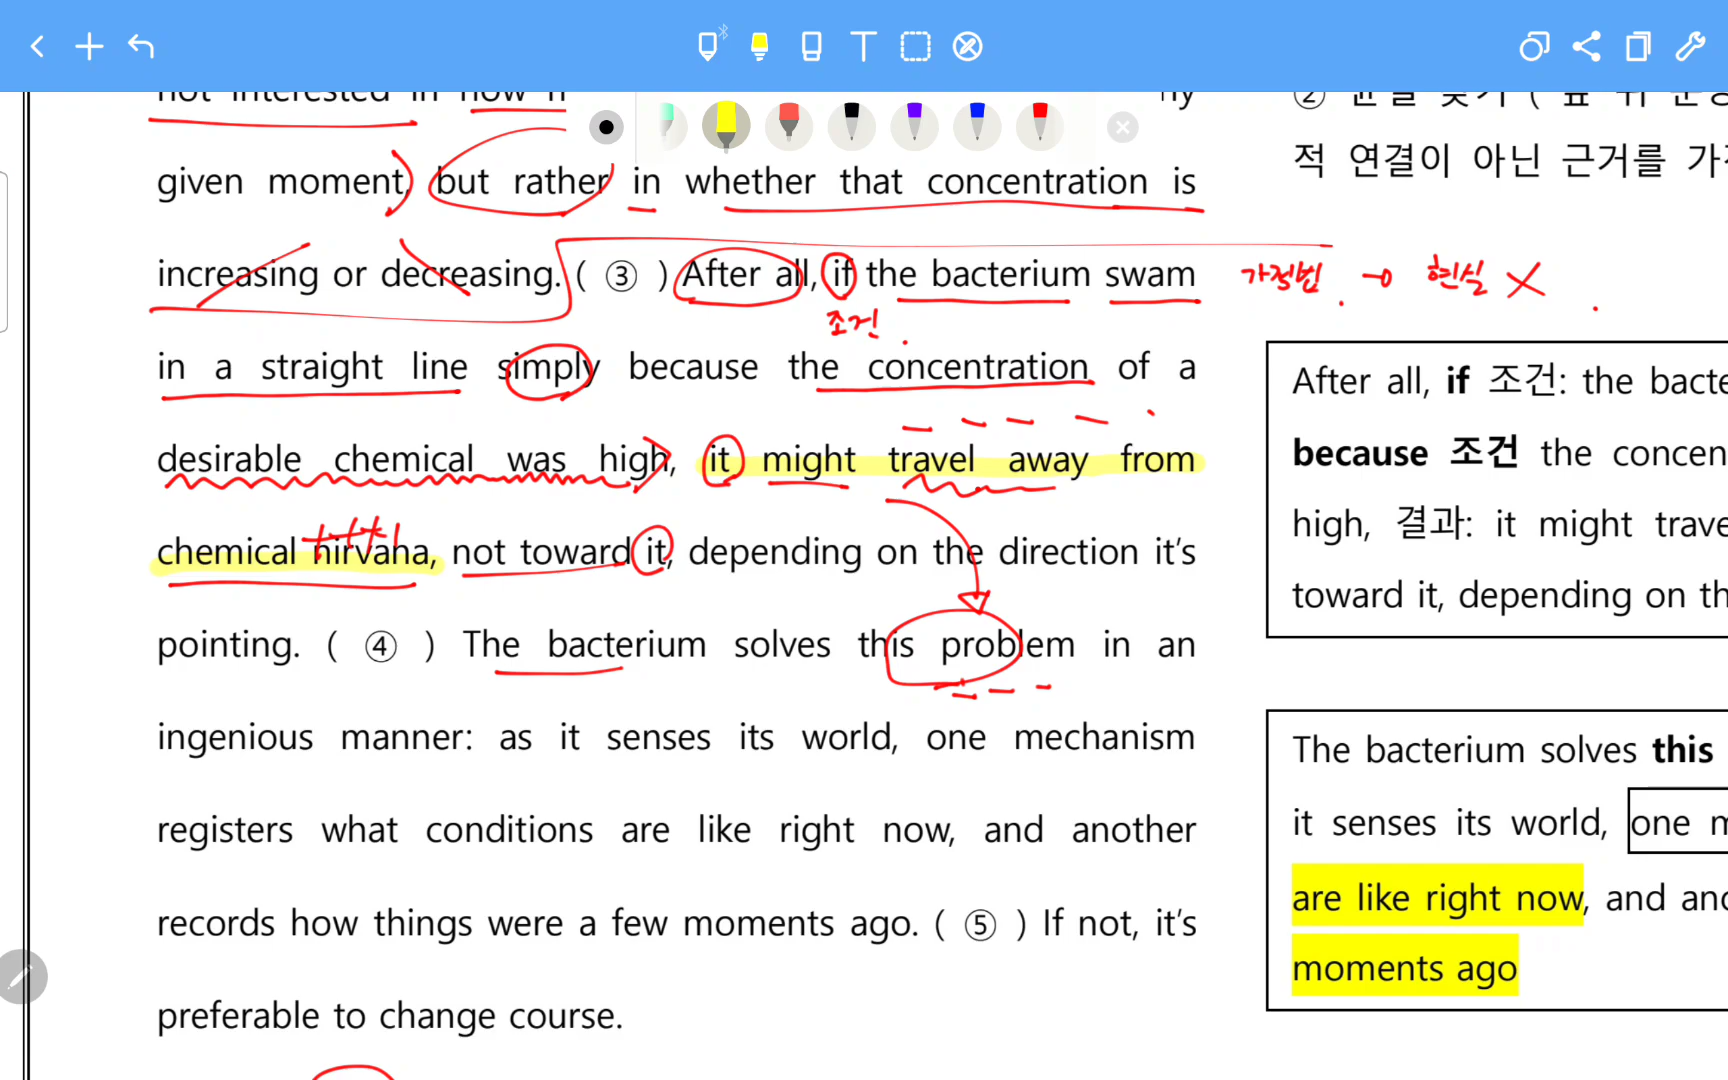 not interested in how
given moment, but rather in whether that concentration is
increasing or decreasing. ( ③ ) After all, if the bacterium swam
조건
in a straight line simply because the concentration of a
desirable chemical was high, it might travel away from
chemical nirvana, not toward it, depending on the direction it's
pointing. ( ④ ) The bacterium solves this problem in an
ingenious manner: as it senses its world, one mechanism
registers what conditions are like right now, and another
records how things were a few moments ago. ( ⑤ ) If not, it's
preferable to change course.
적 연결이 아닌 근거를
가정법 → 현실 X
After all, if 조건: the
because 조건 the
high, 결과: it might
toward it, depending on
The bacterium solves this
it senses its world, one
are like right now, and
moments ago